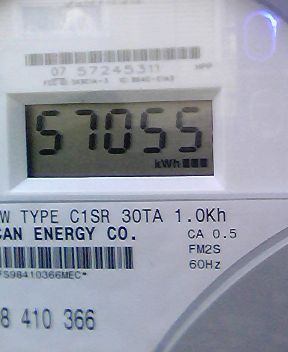 07 57245311
57055
kWh
W TYPE C1SR 30TA 1.0Kh
CAN ENERGY CO.
CA 0.5
FM2S
60Hz
FS98410366MEC*
8 410 366